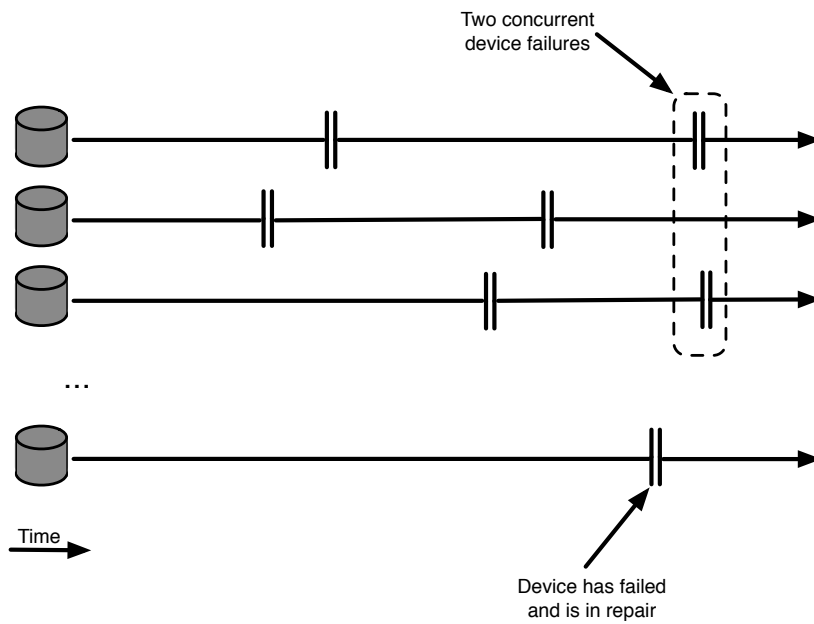 Two concurrent
device failures
...
Time
Device has failed
and is in repair